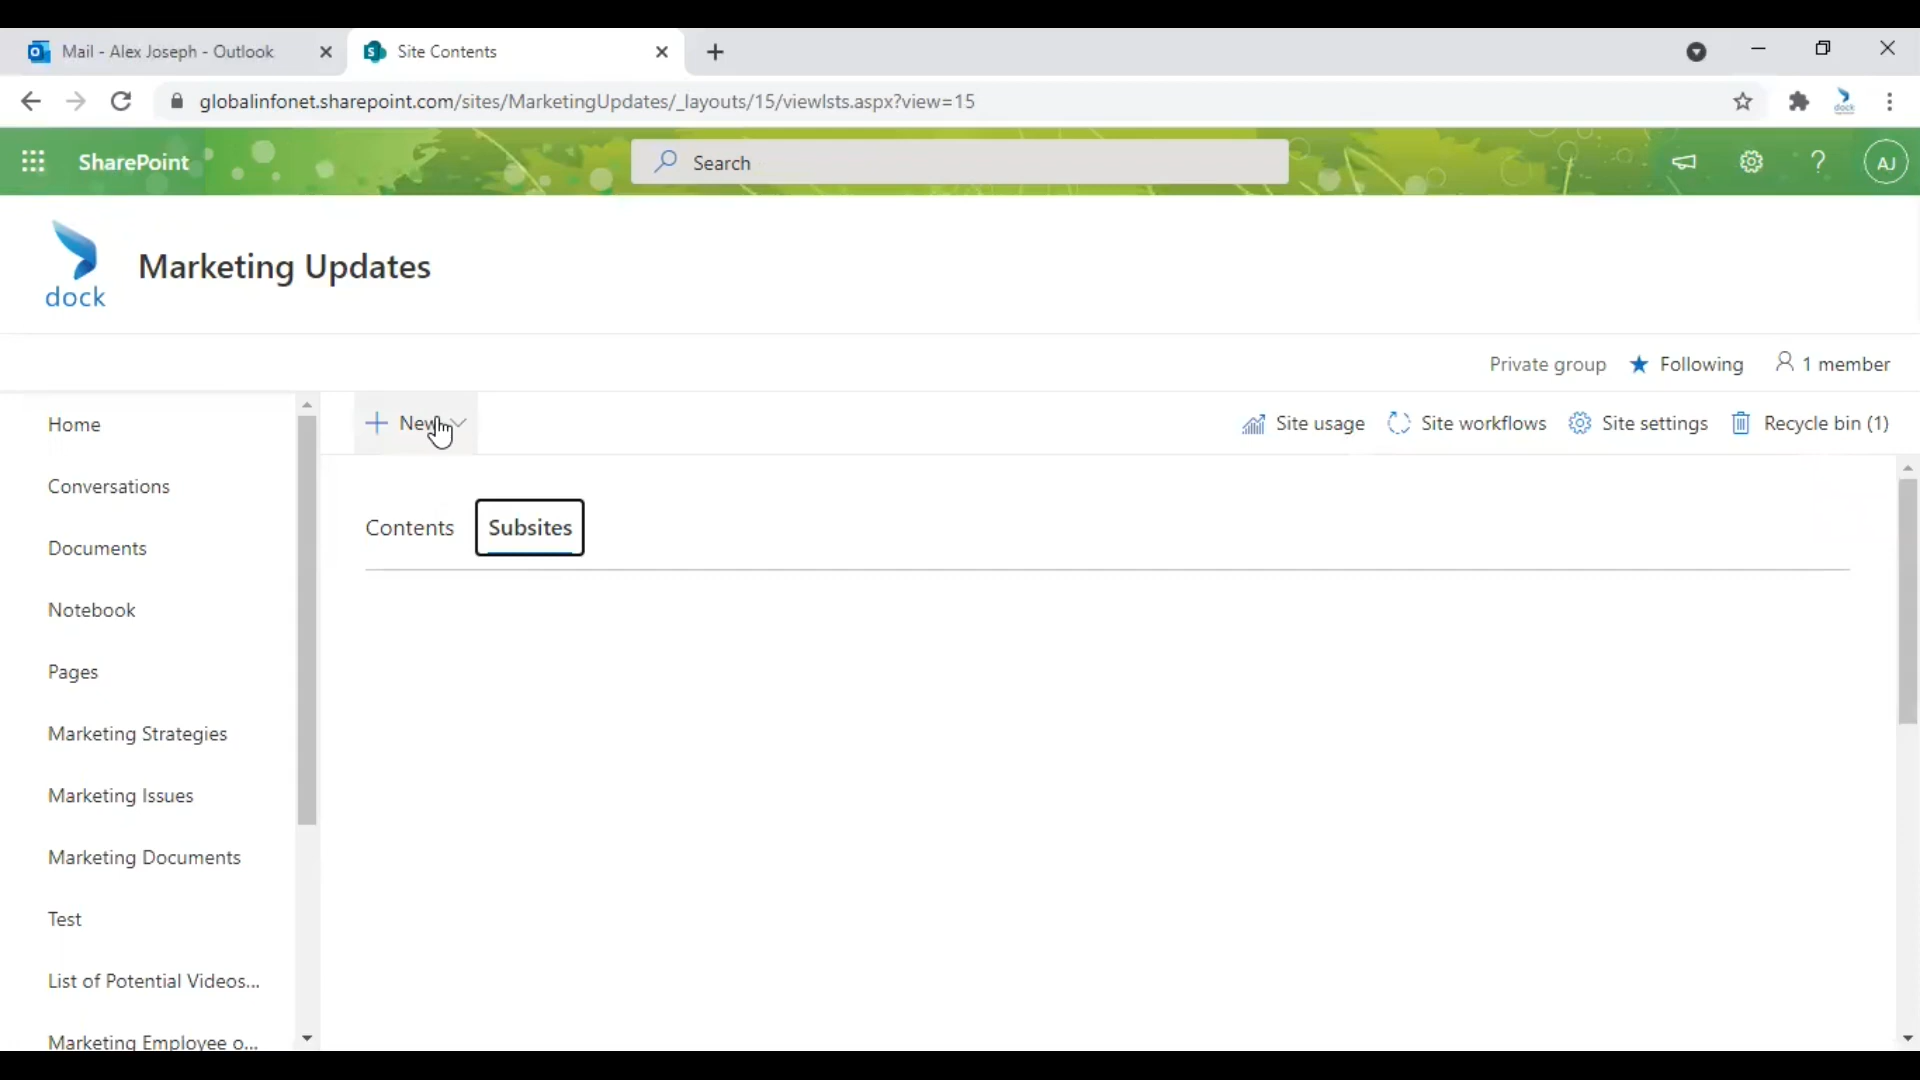 Mail - Alex Joseph - Outlook
Site Contents
globalinfonet.sharepoint.com/sites/MarketingUpdates/_layouts/15/viewlsts.aspx?view=15
dock
SharePoint
Search
AJ
dock
Marketing Updates
Private group
Following
1 member
New
Site usage
Site workflows
Site settings
Recycle bin (1)
Home
Conversations
Documents
Notebook
Pages
Marketing Strategies
Marketing Issues
Marketing Documents
Test
List of Potential Videos...
Marketing Employee o...
Contents
Subsites